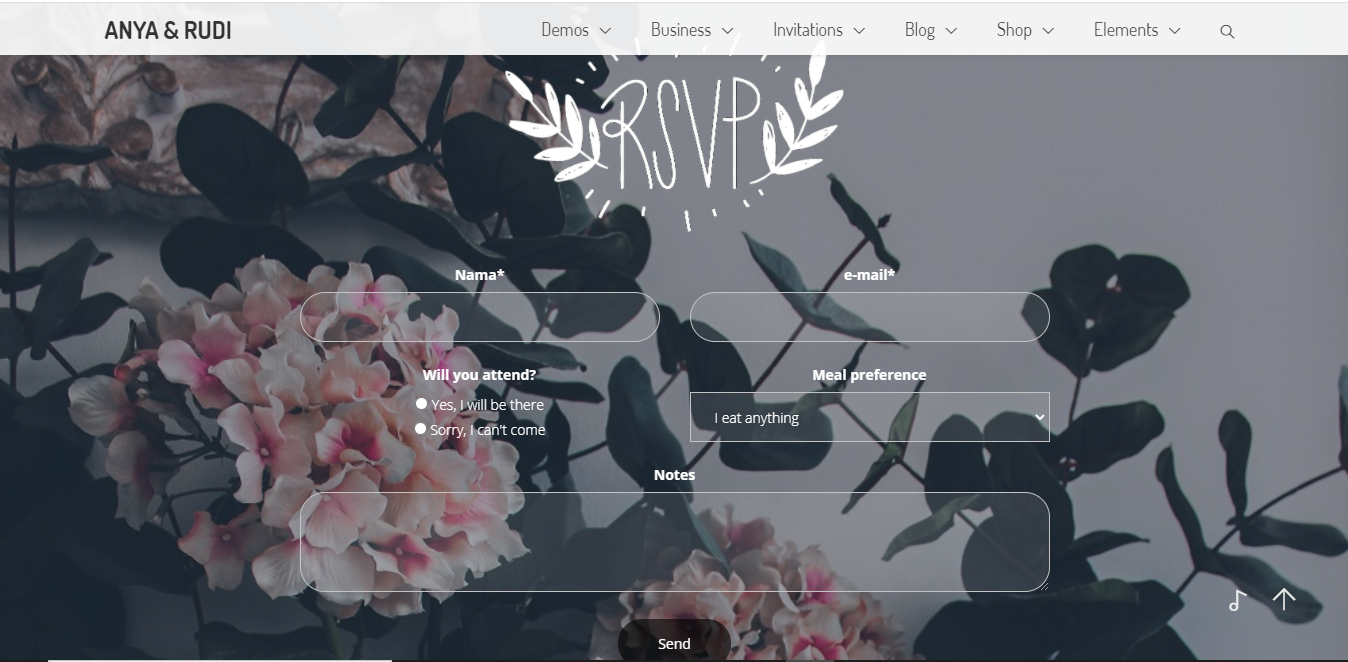 ANYA & RUDI Demos Business Invitations Blog Shop Elements
RSVP
Nama* e-mail*
Will you attend? Meal preference
Yes, I will be there
I eat anything
Sorry, I can't come
Notes
Send